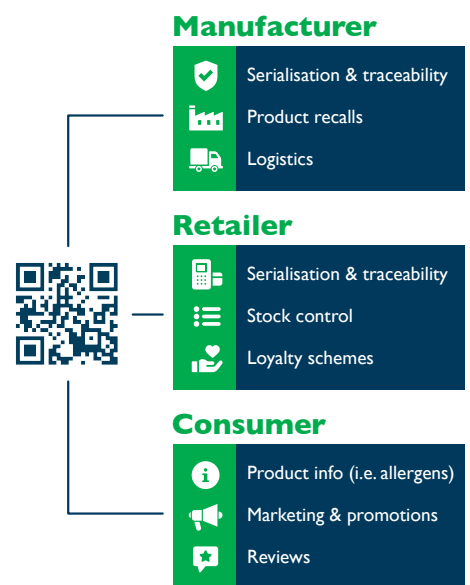 Manufacturer
Serialisation & traceability
Product recalls
Logistics
Retailer
Serialisation & traceability
Stock control
Loyalty schemes
Consumer
Product info (i.e. allergens)
Marketing & promotions
Reviews